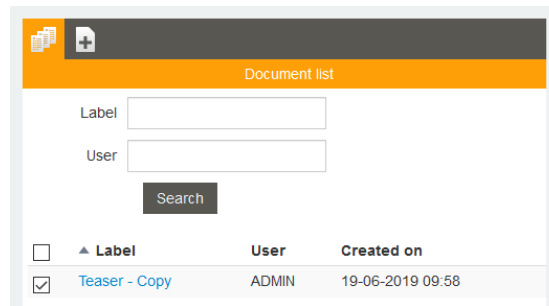 Document list
Label
User
Search
Label User Created on
Teaser - Copy ADMIN 19-06-2019 09:58